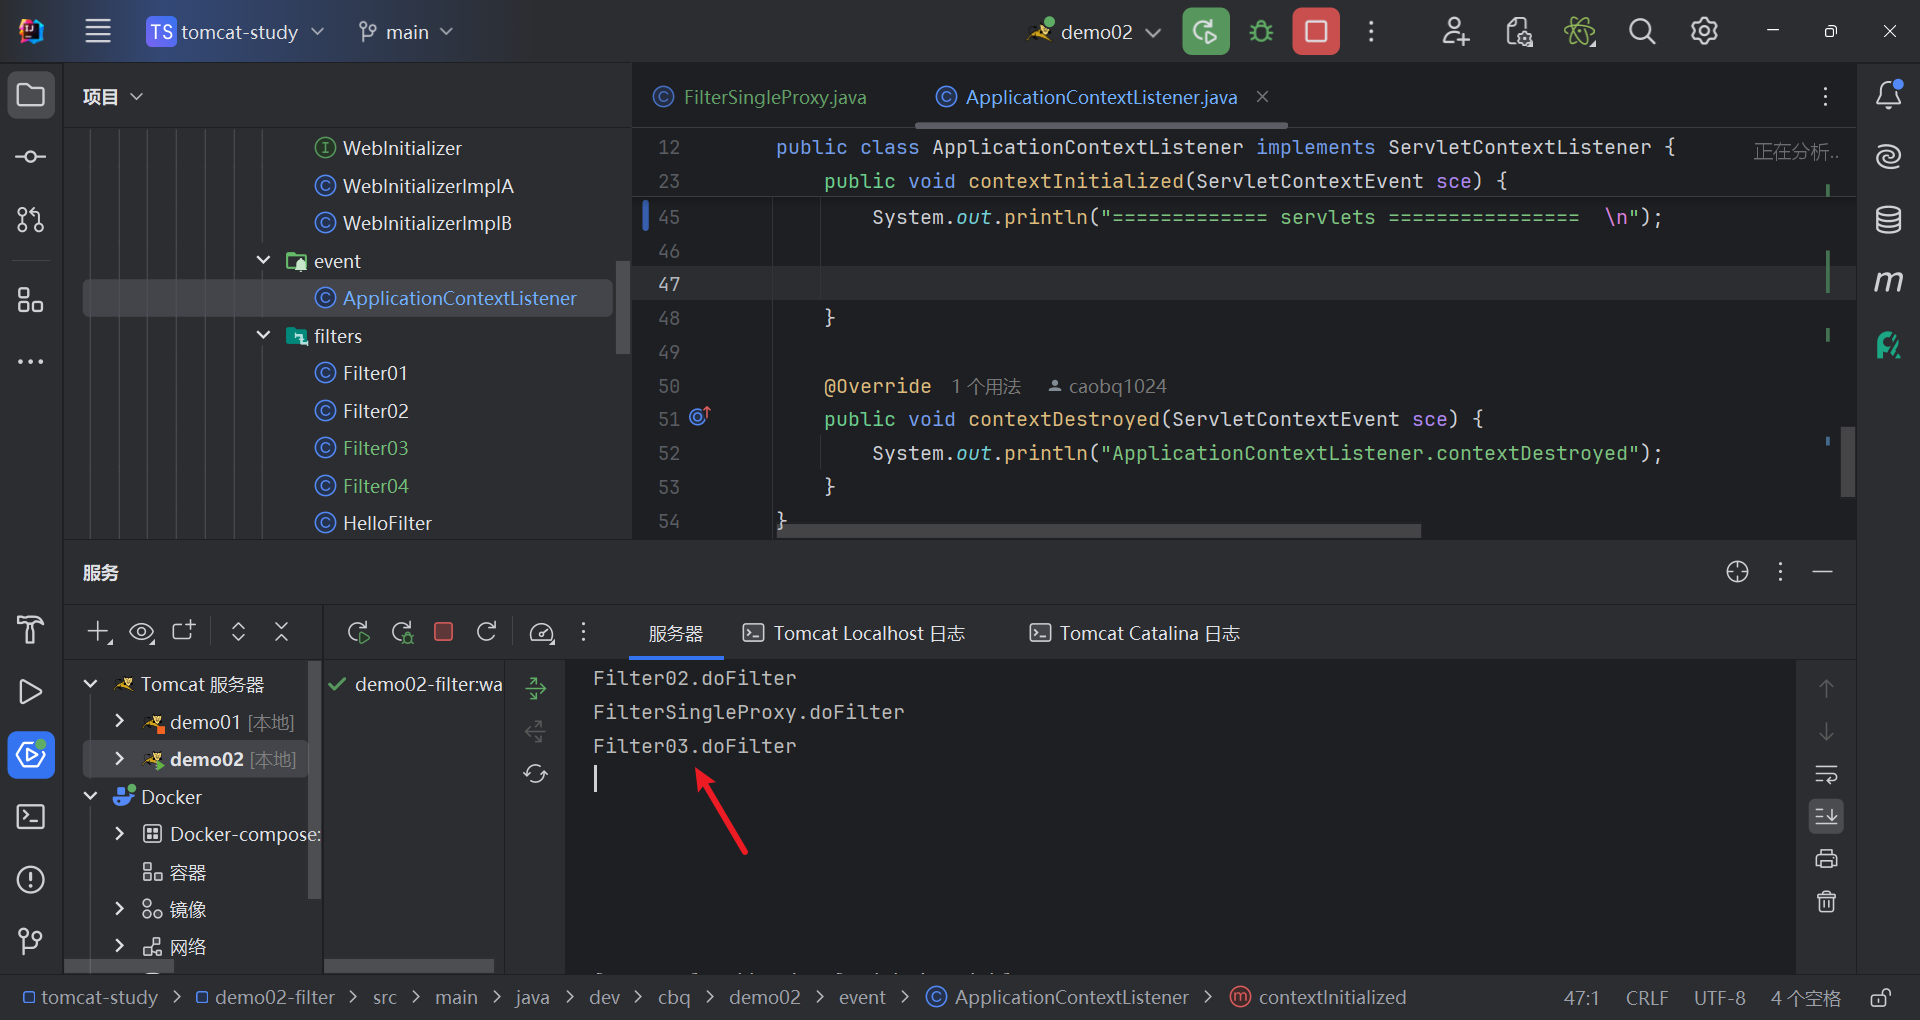 TS tomcat-study
main
demo02
项目
FilterSingleProxy.java
ApplicationContextListener.java
WebInitializer
WebInitializerImplA
WebInitializerImplB
event
ApplicationContextListener
filters
Filter01
Filter02
Filter03
Filter04
HelloFilter
12 public class ApplicationContextListener implements ServletContextListener {
正在分析..
23 public void contextInitialized(ServletContextEvent sce) {
45 System.out.println("============= servlets ================  \n");
46
47
48 }
49
50 @Override 1 个用法 caobq1024
51 public void contextDestroyed(ServletContextEvent sce) {
52 System.out.println("ApplicationContextListener.contextDestroyed");
53 }
54 }
服务
服务器
Tomcat Localhost 日志
Tomcat Catalina 日志
Tomcat 服务器
demo01 [本地]
demo02 [本地]
Docker
Docker-compose:
容器
镜像
网络
demo02-filter:wa
Filter02.doFilter
FilterSingleProxy.doFilter
Filter03.doFilter
tomcat-study > demo02-filter > src > main > java > dev > cbq > demo02 > event > ApplicationContextListener > contextInitialized
47:1 CRLF UTF-8 4 个空格